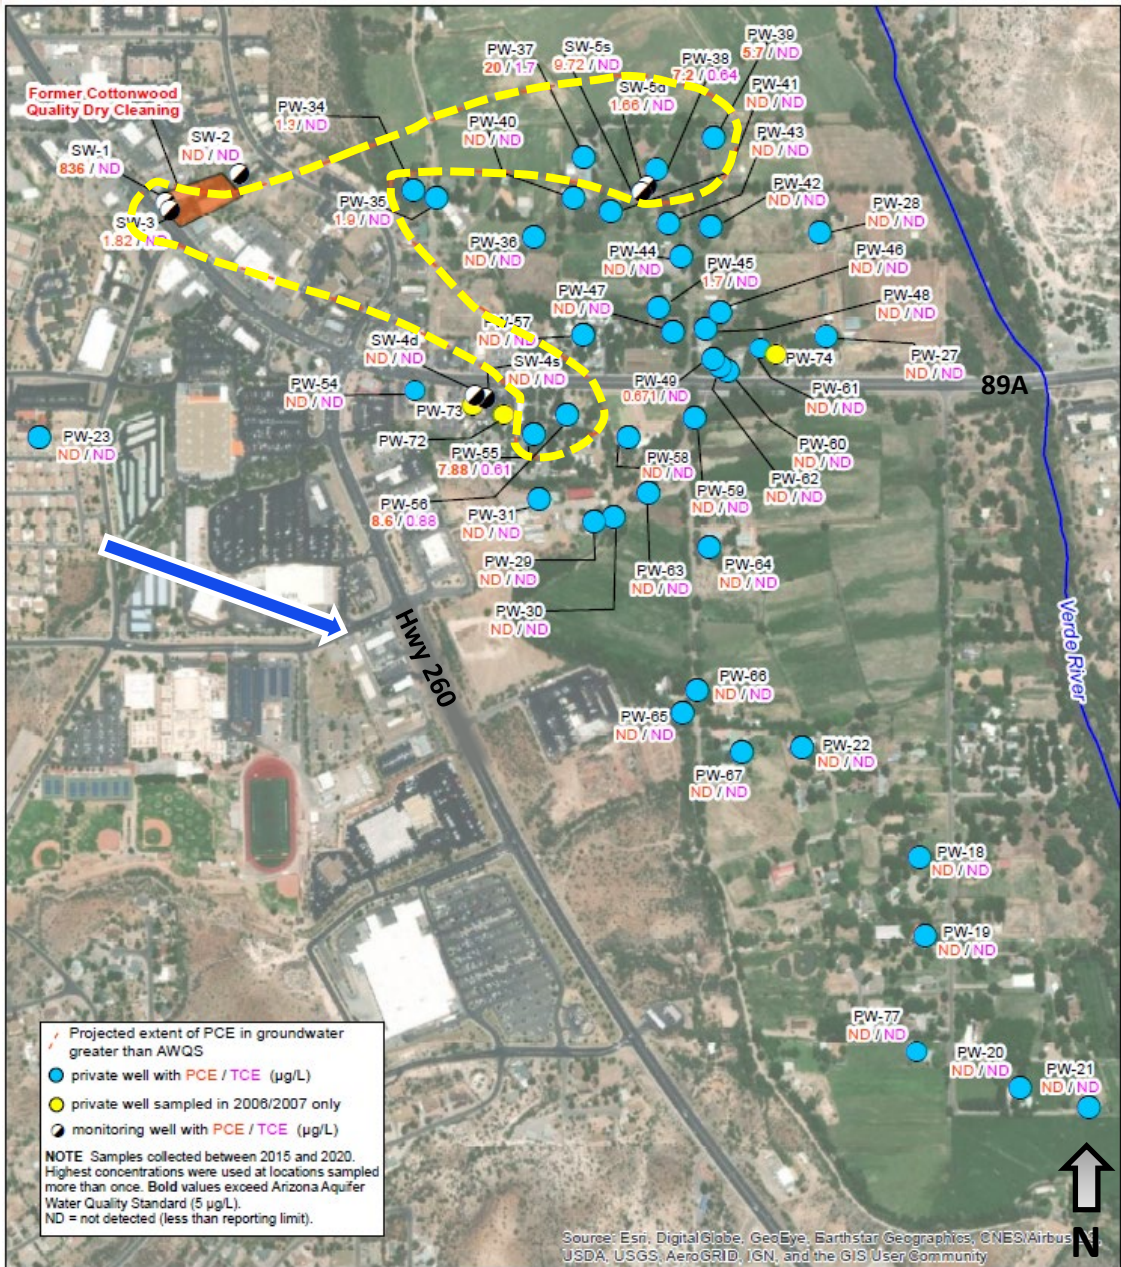 PW-39
5.7 / ND
PW-37
20 / 1.7
SW-5s
9.72 / ND
PW-38
7.2 / 0.64
SW-5d
1.66 / ND
PW-41
ND / ND
Former Cottonwood
Quality Dry Cleaning
PW-34
1.3 / ND
PW-40
ND / ND
PW-43
ND / ND
SW-2
ND / ND
SW-1
836 / ND
PW-42
ND / ND
PW-28
ND / ND
SW-3
1.82 / ND
PW-35
1.9 / ND
PW-36
ND / ND
PW-44
ND / ND
PW-46
ND / ND
PW-45
1.7 / ND
PW-47
ND / ND
PW-48
ND / ND
PW-57
ND / ND
SW-4d
ND / ND
SW-4s
ND / ND
PW-74
PW-27
ND / ND
PW-54
ND / ND
PW-49
0.671 / ND
PW-61
ND / ND
89A
PW-73
PW-72
PW-23
ND / ND
PW-55
7.88 / 0.61
PW-60
ND / ND
PW-58
ND / ND
PW-62
ND / ND
PW-59
ND / ND
PW-56
8.6 / 0.88
PW-31
ND / ND
PW-29
ND / ND
PW-63
ND / ND
PW-64
ND / ND
PW-30
ND / ND
Hwy 260
Verde River
PW-66
ND / ND
PW-65
ND / ND
PW-22
ND / ND
PW-67
ND / ND
PW-18
ND / ND
PW-19
ND / ND
PW-77
ND / ND
PW-20
ND / ND
PW-21
ND / ND
Projected extent of PCE in groundwater
greater than AWQS
private well with PCE / TCE (µg/L)
private well sampled in 2006/2007 only
monitoring well with PCE / TCE (µg/L)
NOTE Samples collected between 2015 and 2020.
Highest concentrations were used at locations sampled
more than once. Bold values exceed Arizona Aquifer
Water Quality Standard (5 µg/L).
ND = not detected (less than reporting limit).
N
Source: Esri, DigitalGlobe, GeoEye, Earthstar Geographics, CNES/Airbus
USDA, USGS, AeroGRID, IGN, and the GIS User Community